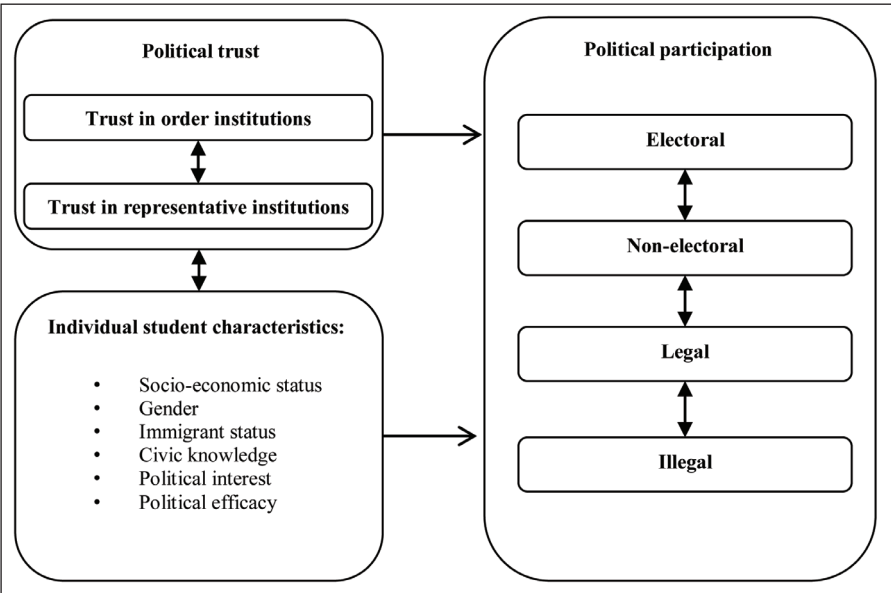 Political trust
Trust in order institutions
Trust in representative institutions
Individual student characteristics:
• Socio-economic status
• Gender
• Immigrant status
• Civic knowledge
• Political interest
• Political efficacy
Political participation
Electoral
Non-electoral
Legal
Illegal